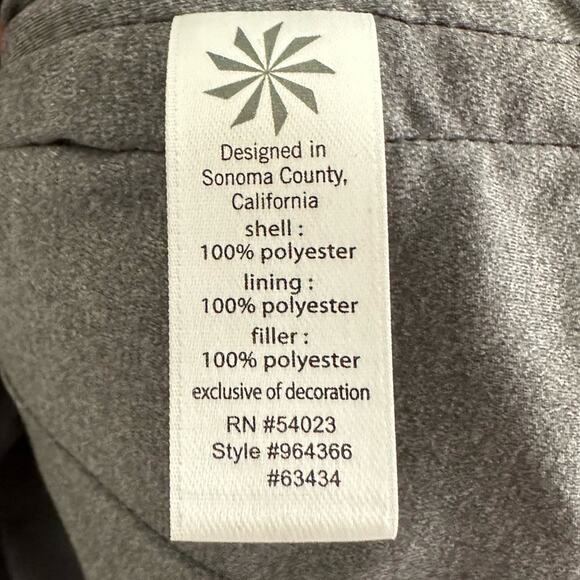 Designed in
Sonoma County,
California
shell :
100% polyester
lining :
100% polyester
filler :
100% polyester
exclusive of decoration
RN #54023
Style #964366
#63434